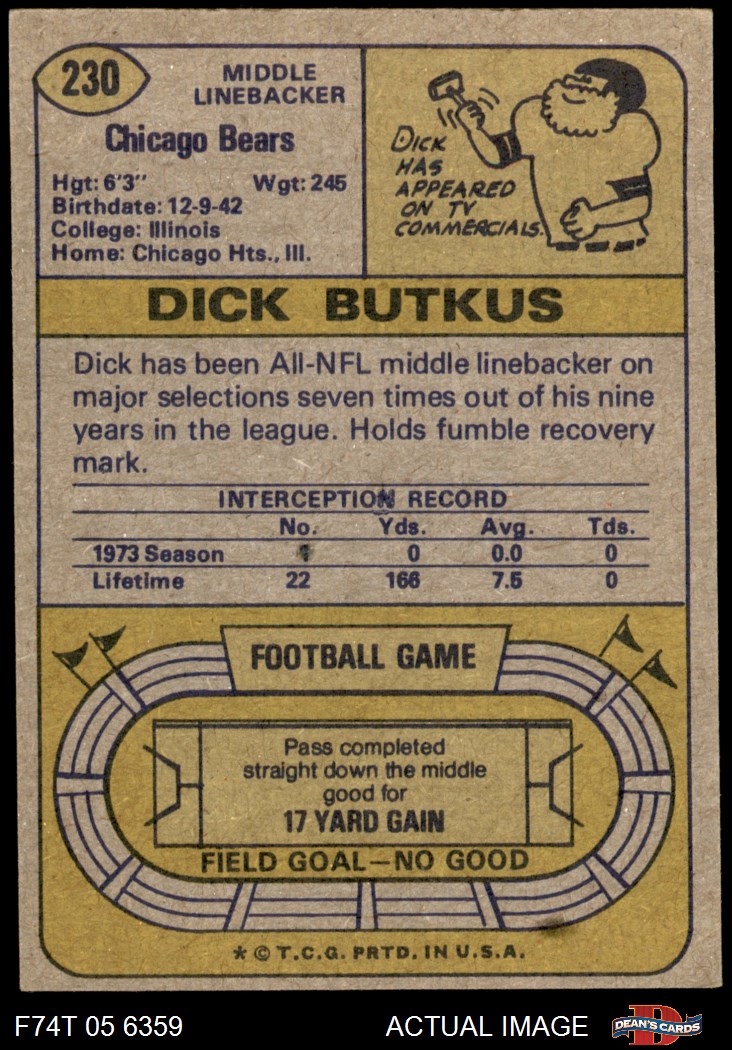 230
MIDDLE
LINEBACKER
Chicago Bears
Hgt: 6'3" Wgt: 245
Birthdate: 12-9-42
College: Illinois
Home: Chicago Hts., Ill.
DICK
HAS
APPEARED
ON TV
COMMERCIALS.
DICK BUTKUS
Dick has been All-NFL middle linebacker on
major selections seven times out of his nine
years in the league. Holds fumble recovery
mark.
INTERCEPTION RECORD
No. Yds. Avg. Tds.
1973 Season 1 0 0.0 0
Lifetime 22 166 7.5 0
FOOTBALL GAME
Pass completed
straight down the middle
good for
17 YARD GAIN
FIELD GOAL—NO GOOD
* © T.C.G. PRTD. IN U.S.A.
F74T 05 6359 ACTUAL IMAGE
DEAN'S CARDS